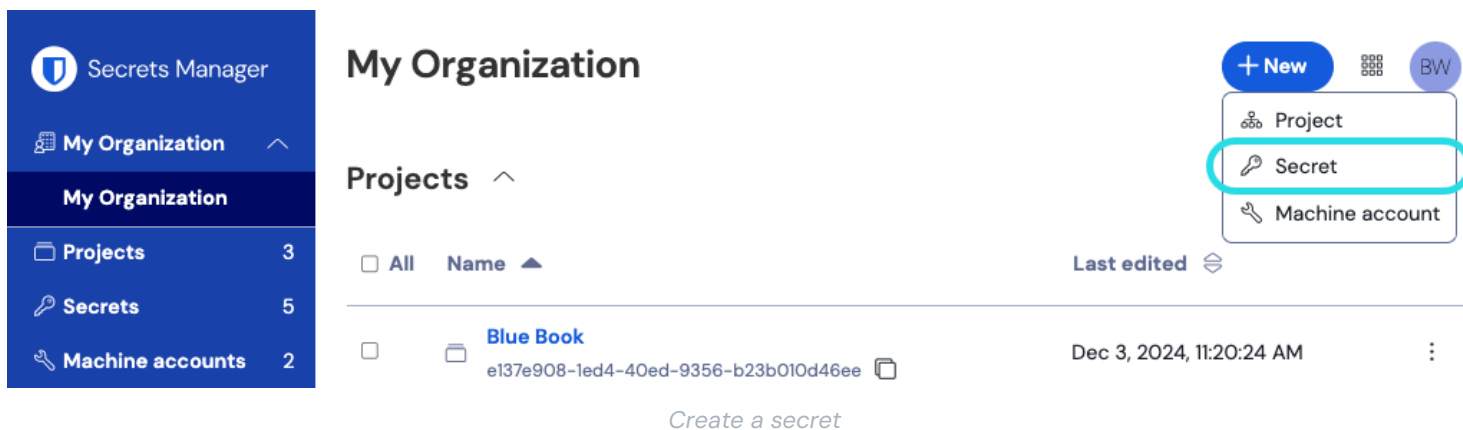 Secrets Manager
My Organization
My Organization
Projects 3
Secrets 5
Machine accounts 2
My Organization
+ New
BW
Project
Secret
Machine account
Projects
All Name Last edited
Blue Book
e137e908-1ed4-40ed-9356-b23b010d46ee
Dec 3, 2024, 11:20:24 AM
Create a secret